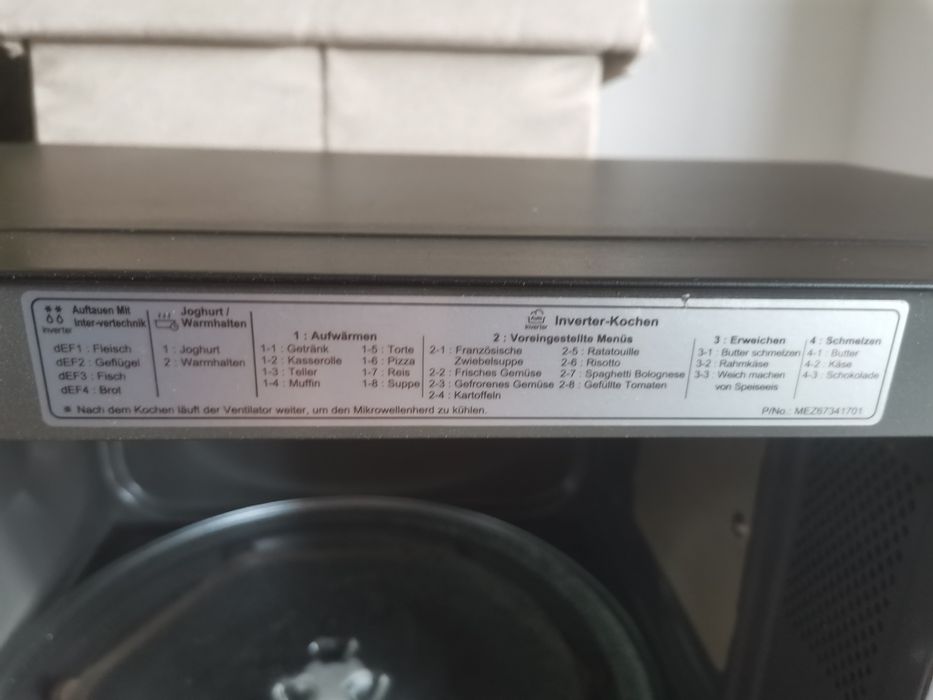 Auftauen Mit
Inter-vertechnik
Inverter
dEF1 : Fleisch
dEF2 : Geflügel
dEF3 : Fisch
dEF4 : Brot
Joghurt /
Warmhalten
1 : Joghurt
2 : Warmhalten
Inverter
Inverter-Kochen
1 : Aufwärmen
1-1 : Getränk
1-2 : Kasserolle
1-3 : Teller
1-4 : Muffin
1-5 : Torte
1-6 : Pizza
1-7 : Reis
1-8 : Suppe
2 : Voreingestellte Menüs
2-1 : Französische
Zwiebelsuppe
2-2 : Frisches Gemüse
2-3 : Gefrorenes Gemüse
2-4 : Kartoffeln
2-5 : Ratatouille
2-6 : Risotto
2-7 : Spaghetti Bolognese
2-8 : Gefüllte Tomaten
3 : Erweichen
3-1 : Butter schmelzen
3-2 : Rahmkäse
3-3 : Weich machen
von Speiseeis
4 : Schmelzen
4-1 : Butter
4-2 : Käse
4-3 : Schokolade
* Nach dem Kochen läuft der Ventilator weiter, um den Mikrowellenherd zu kühlen.
P/No.: MEZ67341701